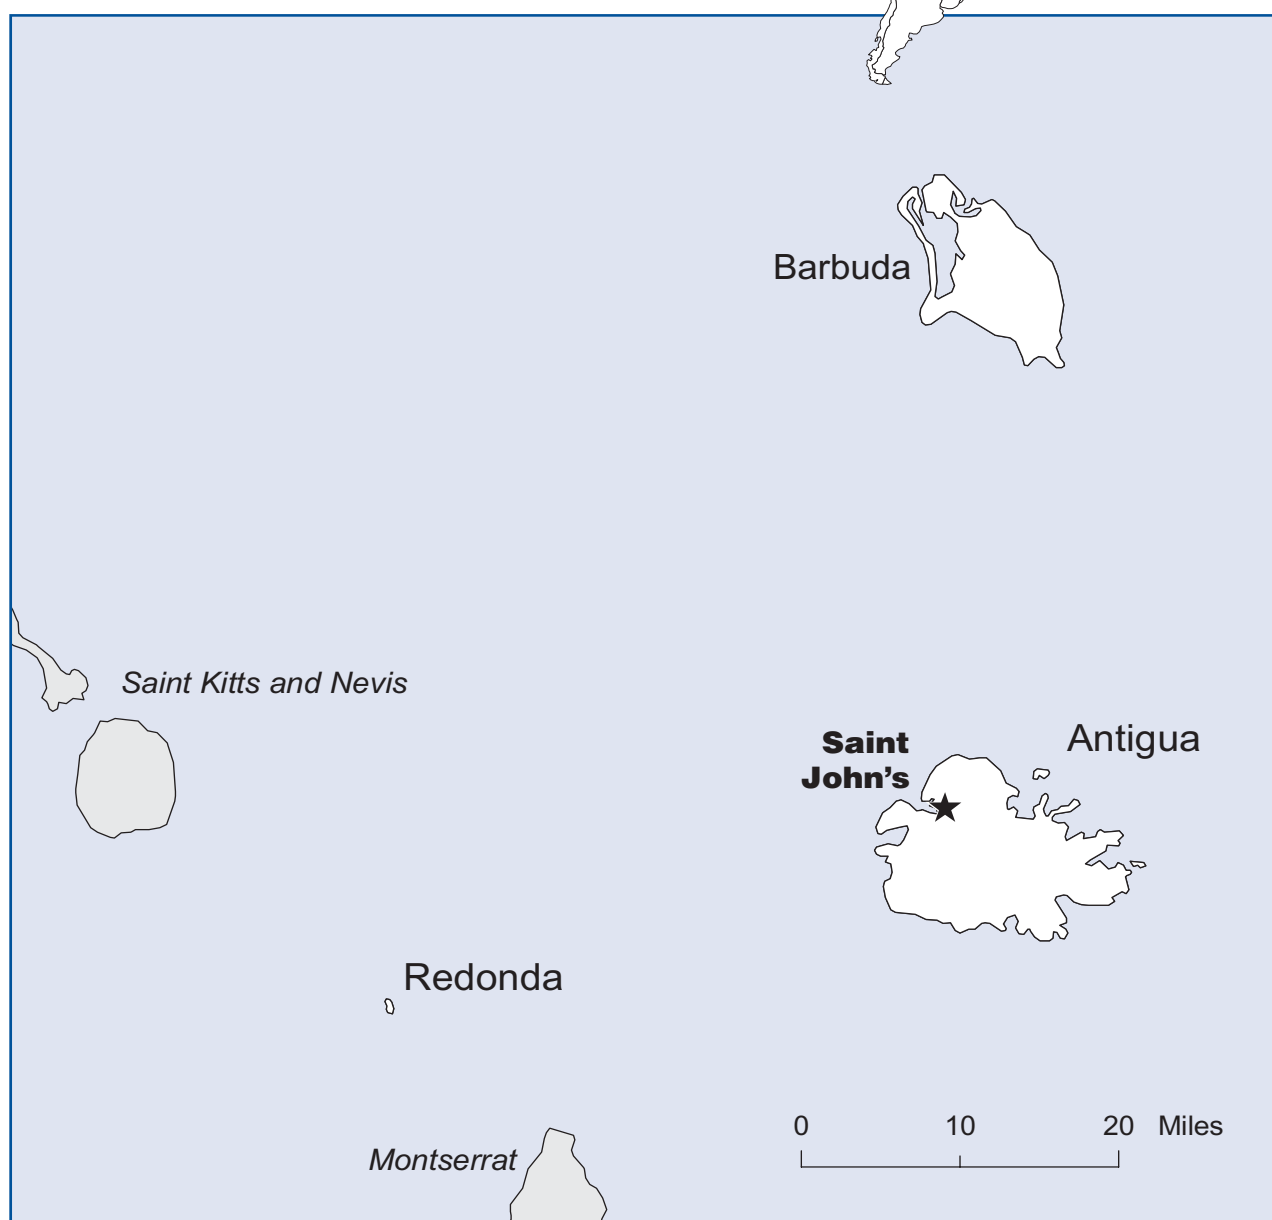 Barbuda
Saint Kitts and Nevis
Antigua
Saint
John’s
Redonda
0 10 20 Miles
Montserrat